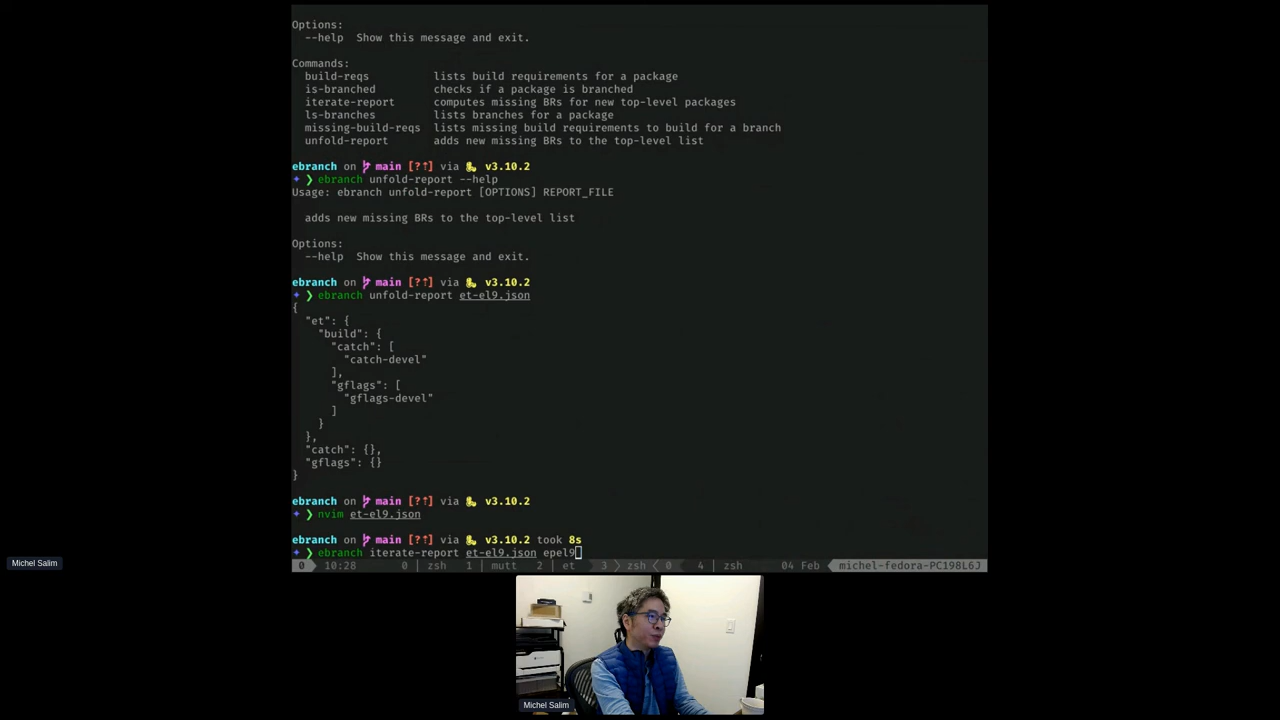 Options:
--help  Show this message and exit.
Commands:
build-reqs          lists build requirements for a package
is-branched         checks if a package is branched
iterate-report      computes missing BRs for new top-level packages
ls-branches         lists branches for a package
missing-build-reqs  lists missing build requirements to build for a branch
unfold-report       adds new missing BRs to the top-level list
ebranch on main [?⇡] via v3.10.2
✦ ❯ ebranch unfold-report --help
Usage: ebranch unfold-report [OPTIONS] REPORT_FILE
adds new missing BRs to the top-level list
Options:
--help  Show this message and exit.
ebranch on main [?⇡] via v3.10.2
✦ ❯ ebranch unfold-report et-el9.json
{
"et": {
"build": {
"catch": [
"catch-devel"
],
"gflags": [
"gflags-devel"
]
}
},
"catch": {},
"gflags": {}
}
ebranch on main [?⇡] via v3.10.2
✦ ❯ nvim et-el9.json
ebranch on main [?⇡] via v3.10.2 took 8s
✦ ❯ ebranch iterate-report et-el9.json epel9
0 10:28 0 | zsh 1 | mutt 2 | et 3 > zsh < 0 4 | zsh 04 Feb michel-fedora-PC198L6J
Michel Salim
Michel Salim